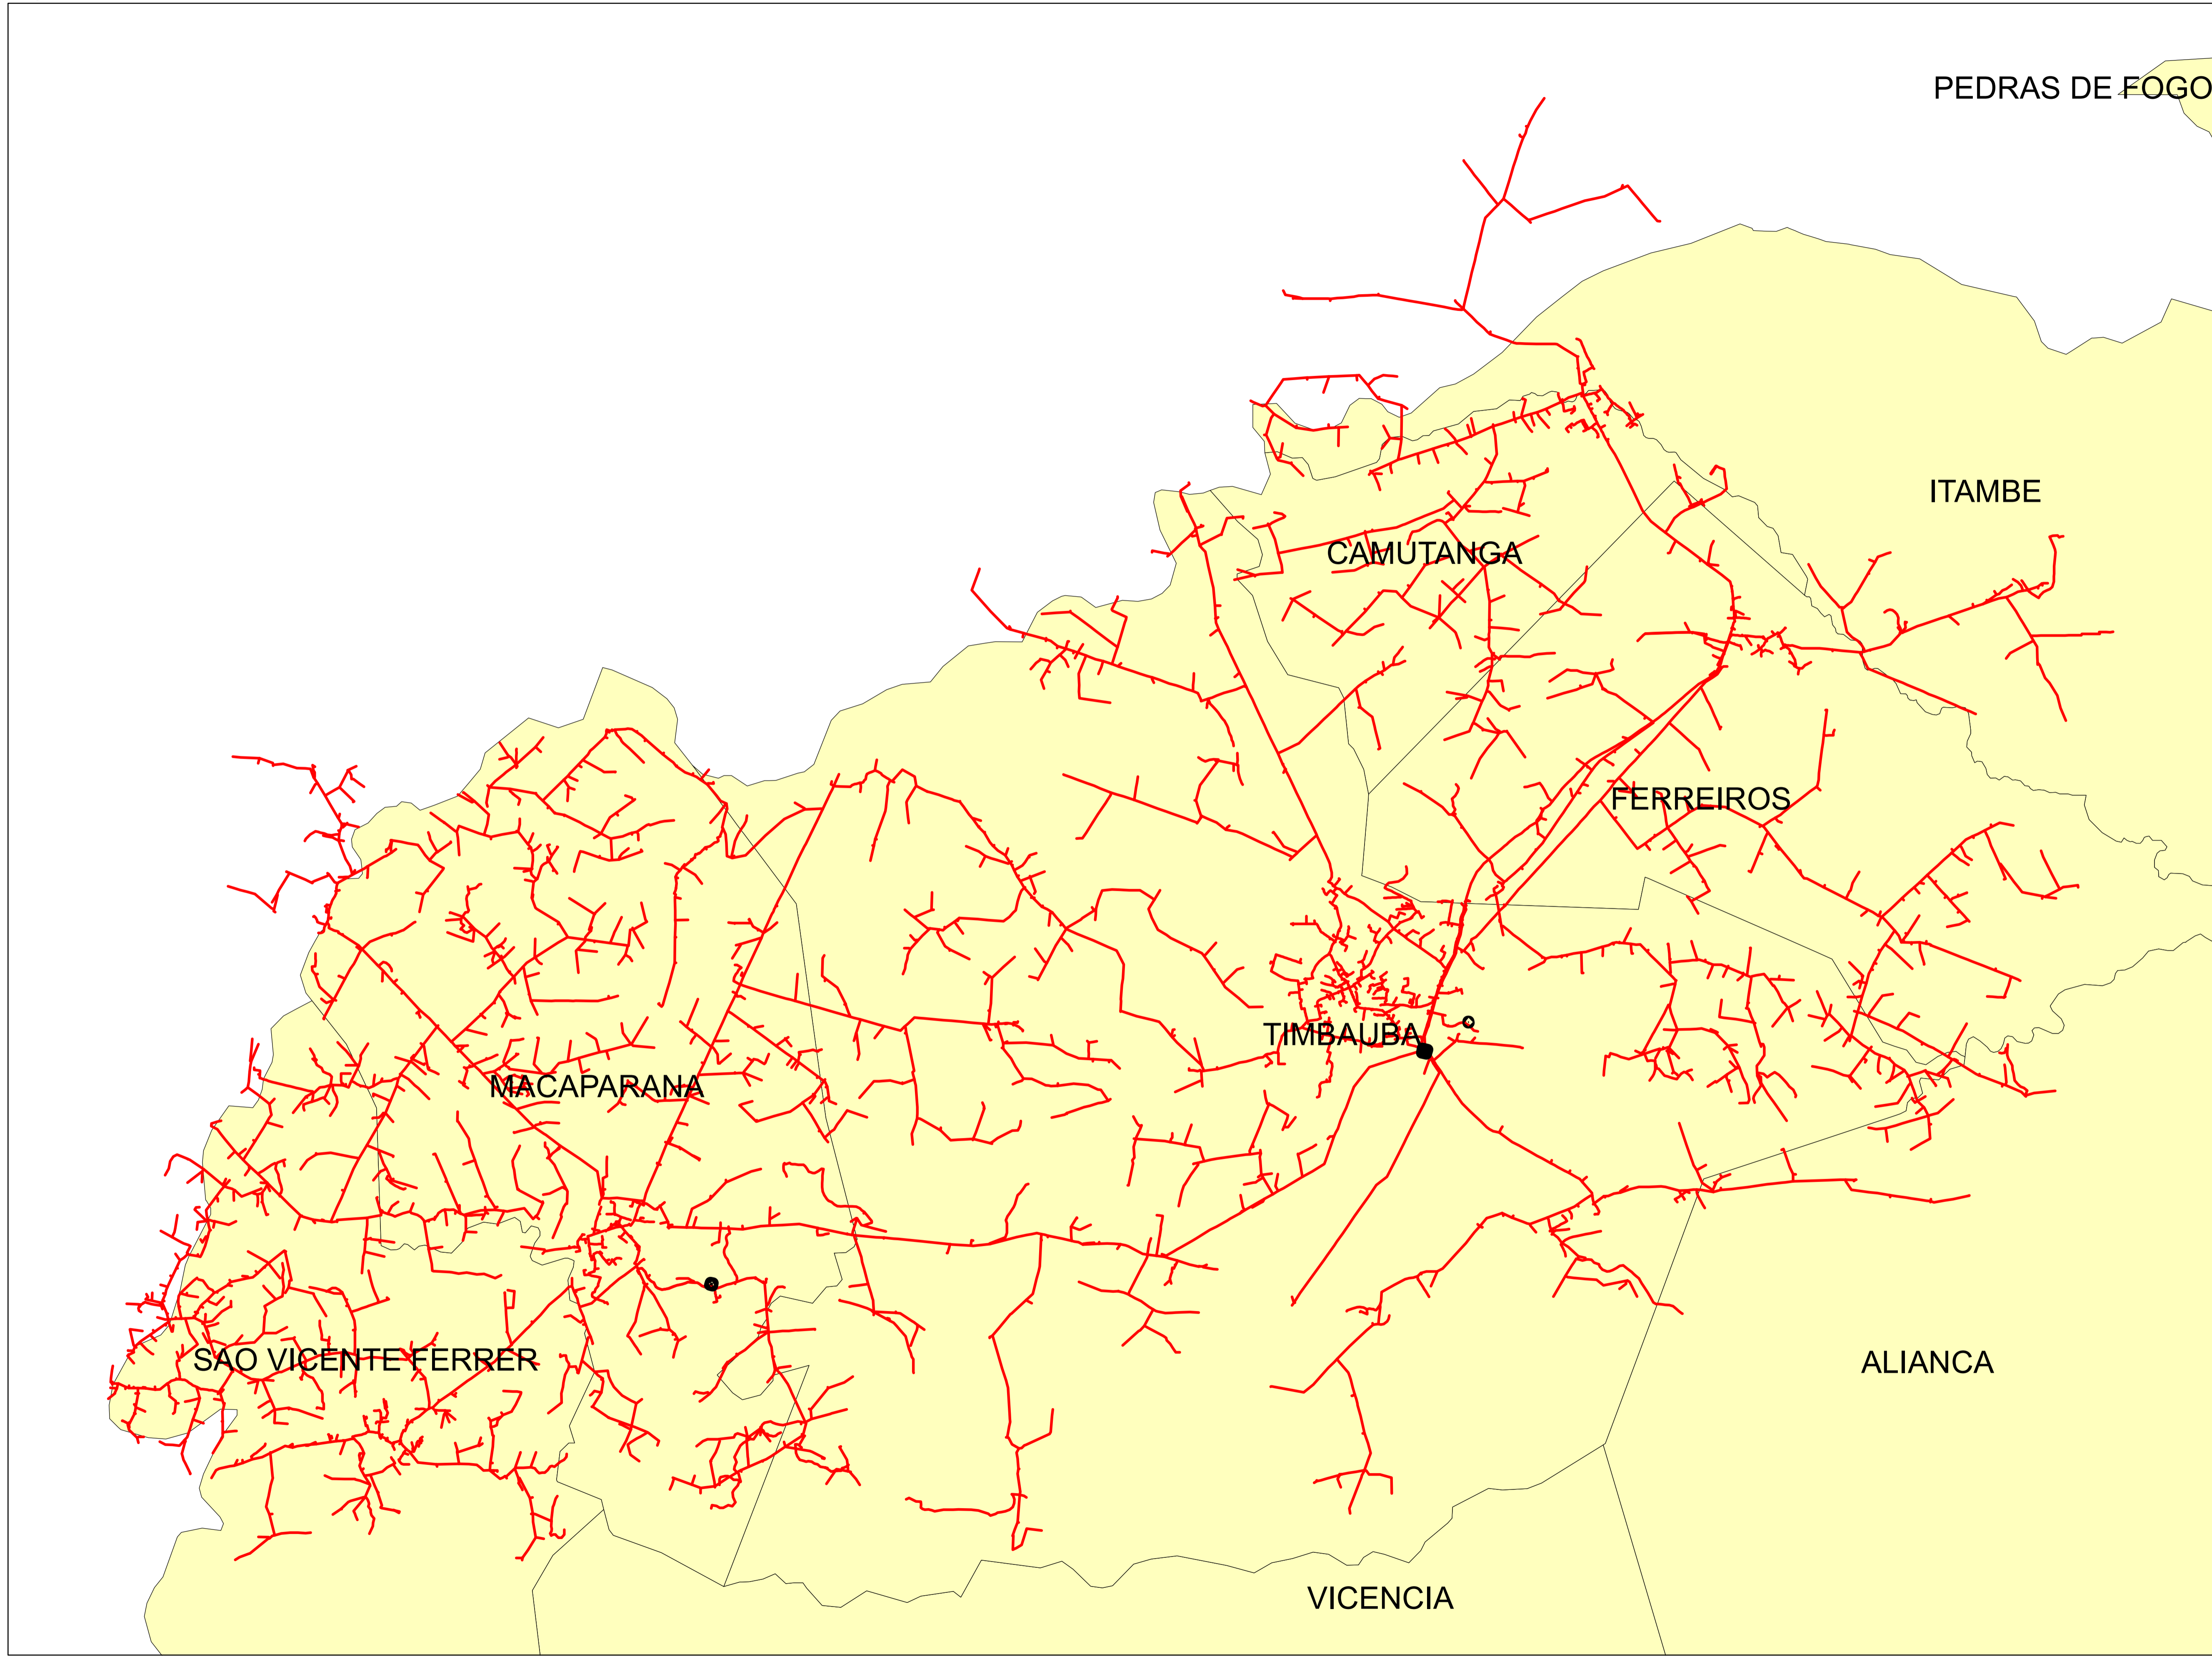 PEDRAS DE FOGO
ITAMBE
CAMUTANGA
FERREIROS
TIMBAUBA
MACAPARANA
SAO VICENTE FERRER
ALIANCA
VICENCIA